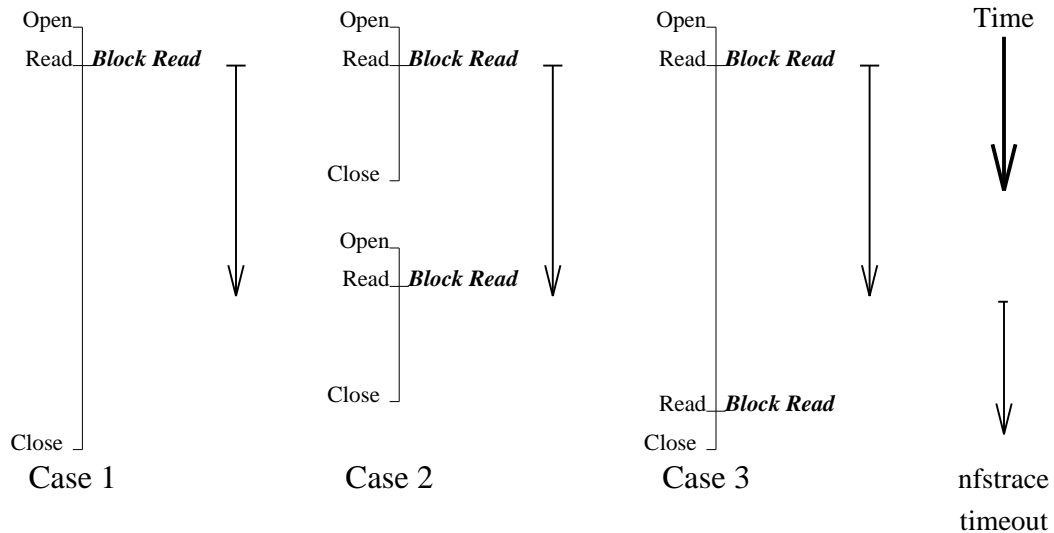 Open
Read Block Read
Close
Case 1
Open
Read Block Read
Close
Open
Read Block Read
Close
Case 2
Open
Read Block Read
Read Block Read
Close
Case 3
Time
nfstrace
timeout